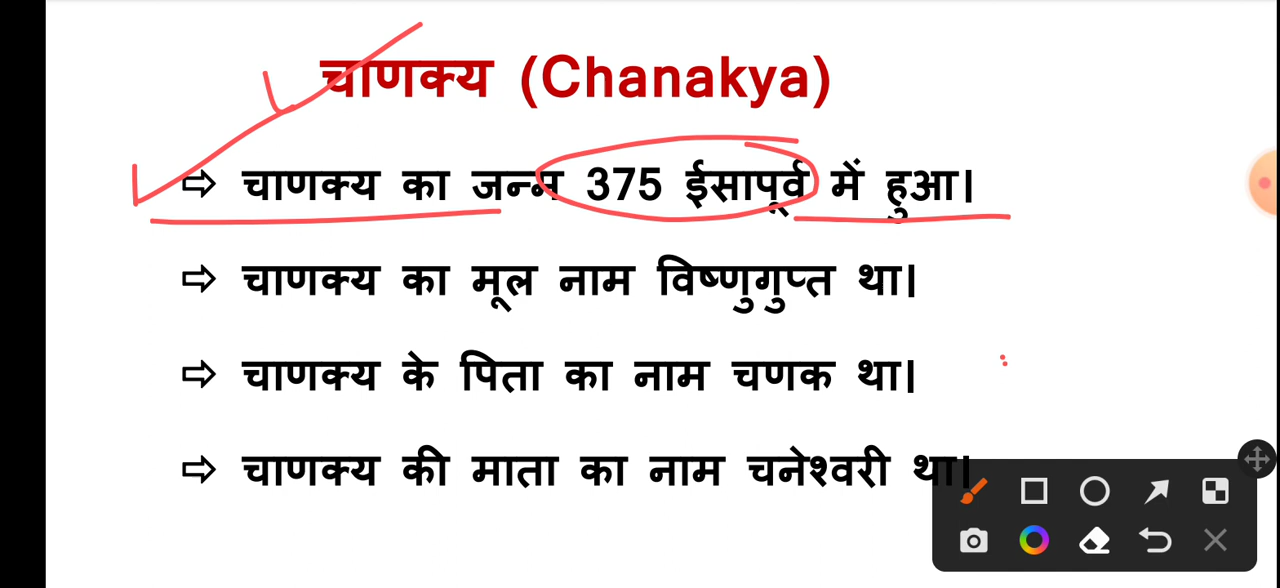 चाणक्य (Chanakya)
⇨ चाणक्य का जन्म 375 ईसापूर्व में हुआ।
⇨ चाणक्य का मूल नाम विष्णुगुप्त था।
⇨ चाणक्य के पिता का नाम चणक था।
⇨ चाणक्य की माता का नाम चनेश्वरी था।